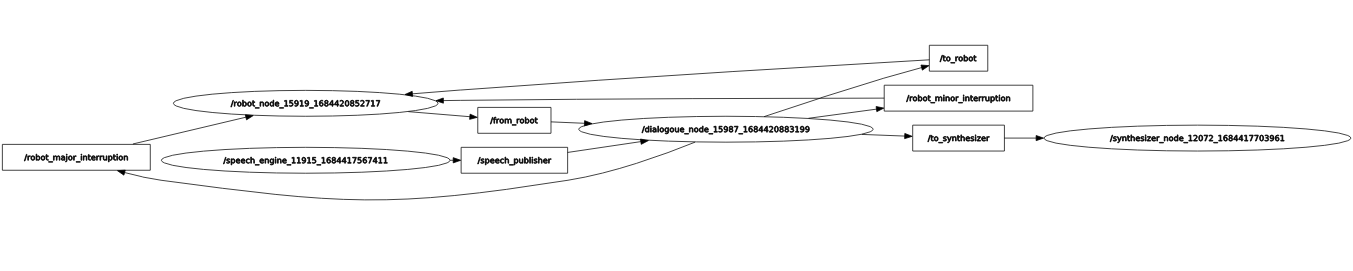 /to_robot
/robot_minor_interruption
/robot_node_15919_1684420852717
/from_robot
/dialogoue_node_15987_1684420883199
/to_synthesizer
/synthesizer_node_12072_1684417703961
/robot_major_interruption
/speech_engine_11915_1684417567411
/speech_publisher